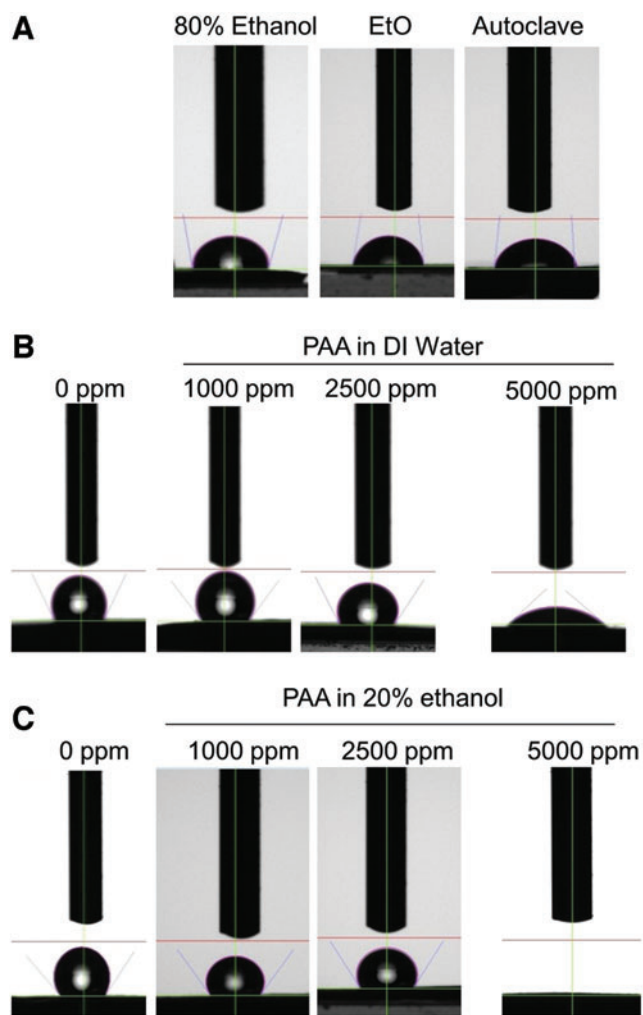 A
80% Ethanol EtO Autoclave
B
PAA in DI Water
0 ppm 1000 ppm 2500 ppm 5000 ppm
C
PAA in 20% ethanol
0 ppm 1000 ppm 2500 ppm 5000 ppm